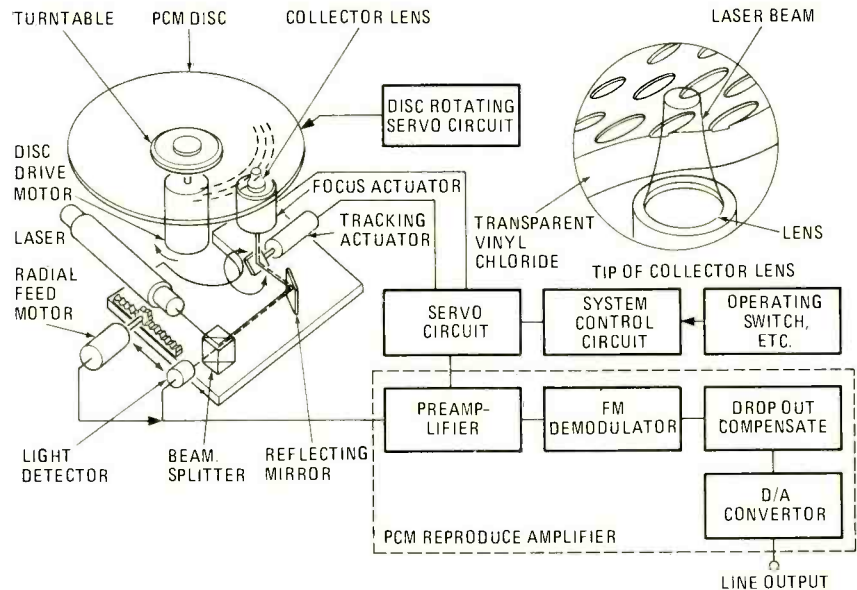 TURNTABLE
PCM DISC
COLLECTOR LENS
LASER BEAM
DISC ROTATING
SERVO CIRCUIT
DISC
DRIVE
MOTOR
FOCUS ACTUATOR
TRACKING
ACTUATOR
LASER
RADIAL
FEED
MOTOR
TRANSPARENT
VINYL
CHLORIDE
LENS
TIP OF COLLECTOR LENS
SERVO
CIRCUIT
SYSTEM
CONTROL
CIRCUIT
OPERATING
SWITCH,
ETC.
PREAMP-
LIFIER
FM
DEMODULATOR
DROP OUT
COMPENSATE
LIGHT
DETECTOR
BEAM.
SPLITTER
REFLECTING
MIRROR
D/A
CONVERTOR
PCM REPRODUCE AMPLIFIER
LINE OUTPUT